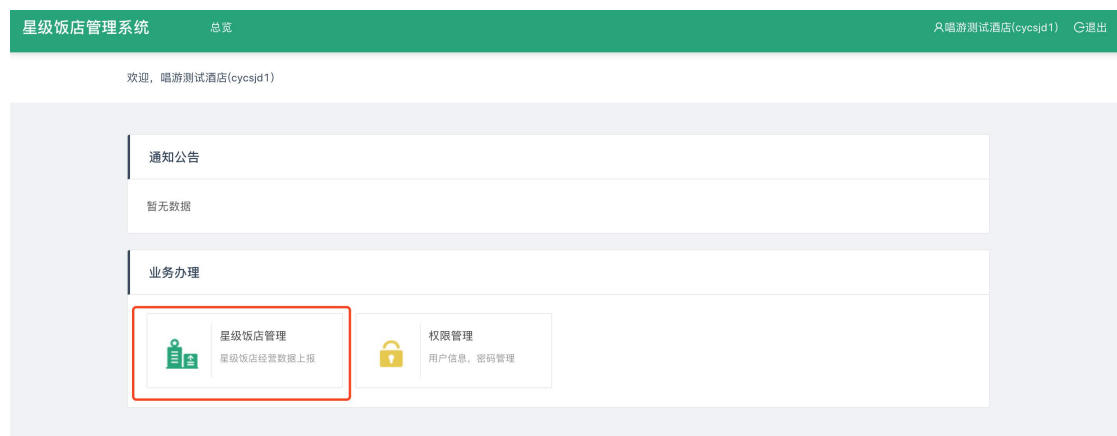 星级饭店管理系统 总览 唱游测试酒店(cycsjd1) 退出
欢迎，唱游测试酒店(cycsjd1)
通知公告
暂无数据
业务办理
星级饭店管理 权限管理
星级饭店经营数据上报 用户信息，密码管理